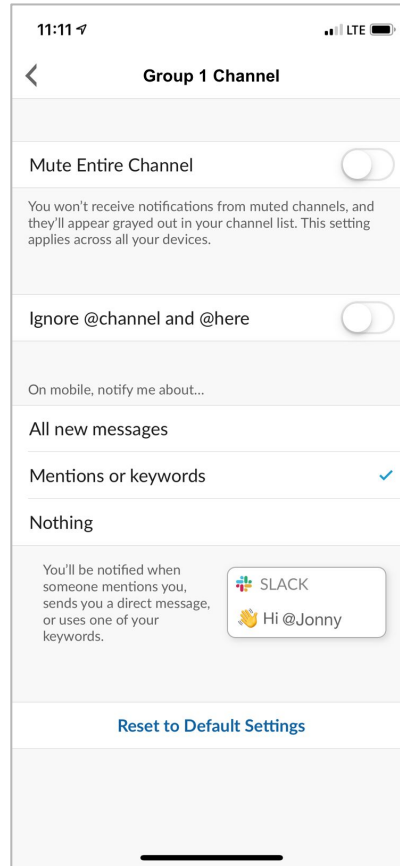 11:11 LTE
Group 1 Channel
Mute Entire Channel
You won't receive notifications from muted channels, and
they'll appear grayed out in your channel list. This setting
applies across all your devices.
Ignore @channel and @here
On mobile, notify me about...
All new messages
Mentions or keywords
Nothing
You'll be notified when
someone mentions you,
sends you a direct message,
or uses one of your
keywords.
SLACK
Hi @Jonny
Reset to Default Settings